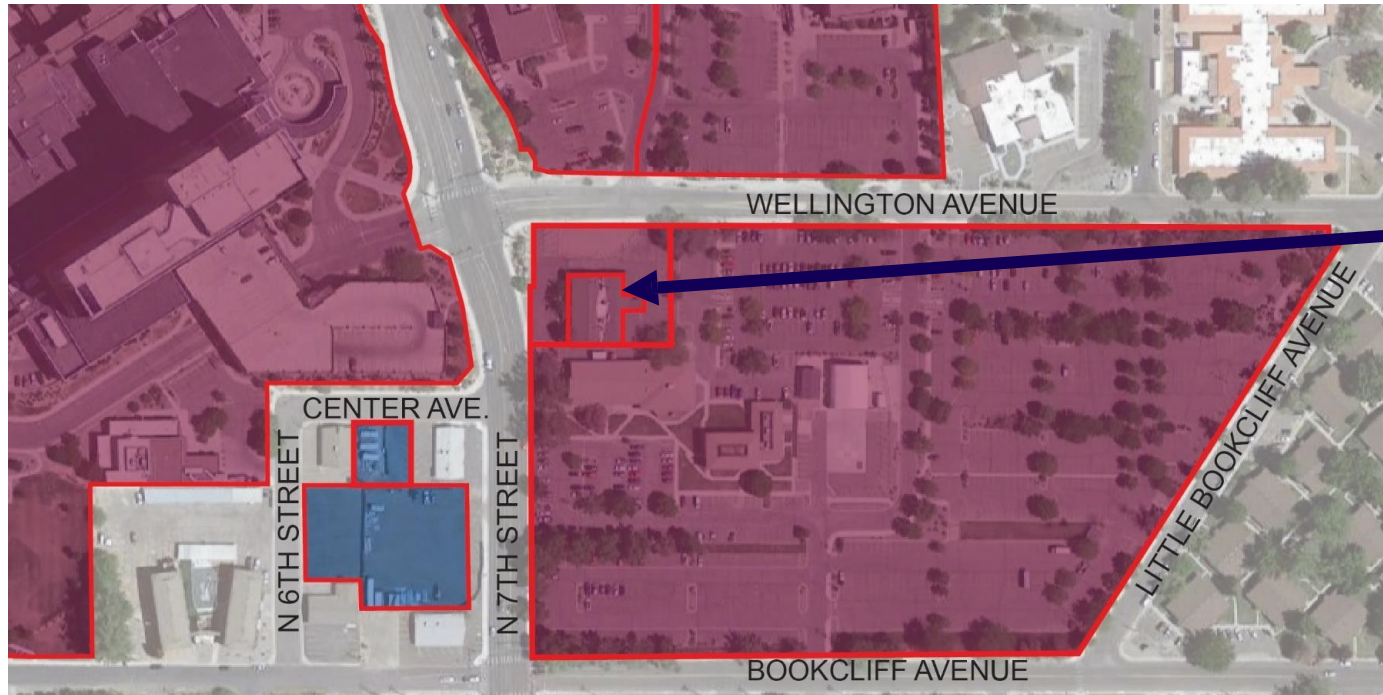 WELLINGTON AVENUE
CENTER AVE.
N 6TH STREET
N 7TH STREET
LITTLE BOOKCLIFF AVENUE
BOOKCLIFF AVENUE